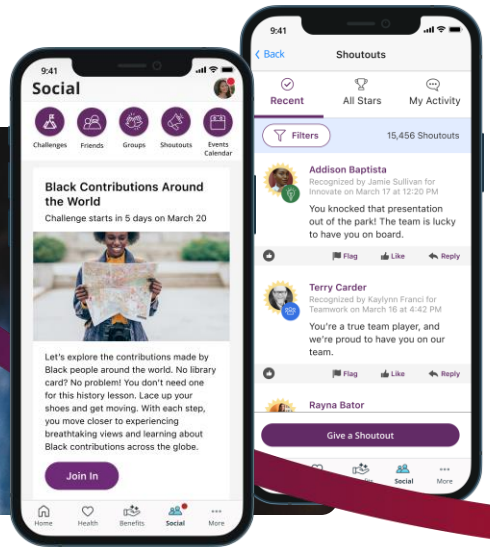 9:41
Social
Challenges
Friends
Groups
Shoutouts
Events
Calendar
Black Contributions Around
the World
Challenge starts in 5 days on March 20
Let's explore the contributions made by
Black people around the world. No library
card? No problem! You don't need one
for this history lesson. Lace up your
shoes and get moving. With each step,
you move closer to experiencing
breathtaking views and learning about
Black contributions across the globe.
Join In
Home
Health
Benefits
Social
More
9:41
Back
Shoutouts
Recent
All Stars
My Activity
Filters
15,456 Shoutouts
Addison Baptista
Recognized by Jamie Sullivan for
Innovate on March 17 at 12:20 PM
You knocked that presentation
out of the park! The team is lucky
to have you on board.
Flag
Like
Reply
Terry Carder
Recognized by Kaylynn Franci for
Teamwork on March 16 at 4:42 PM
You're a true team player, and
we're proud to have you on our
team.
Flag
Like
Reply
Rayna Bator
Give a Shoutout
Social
More